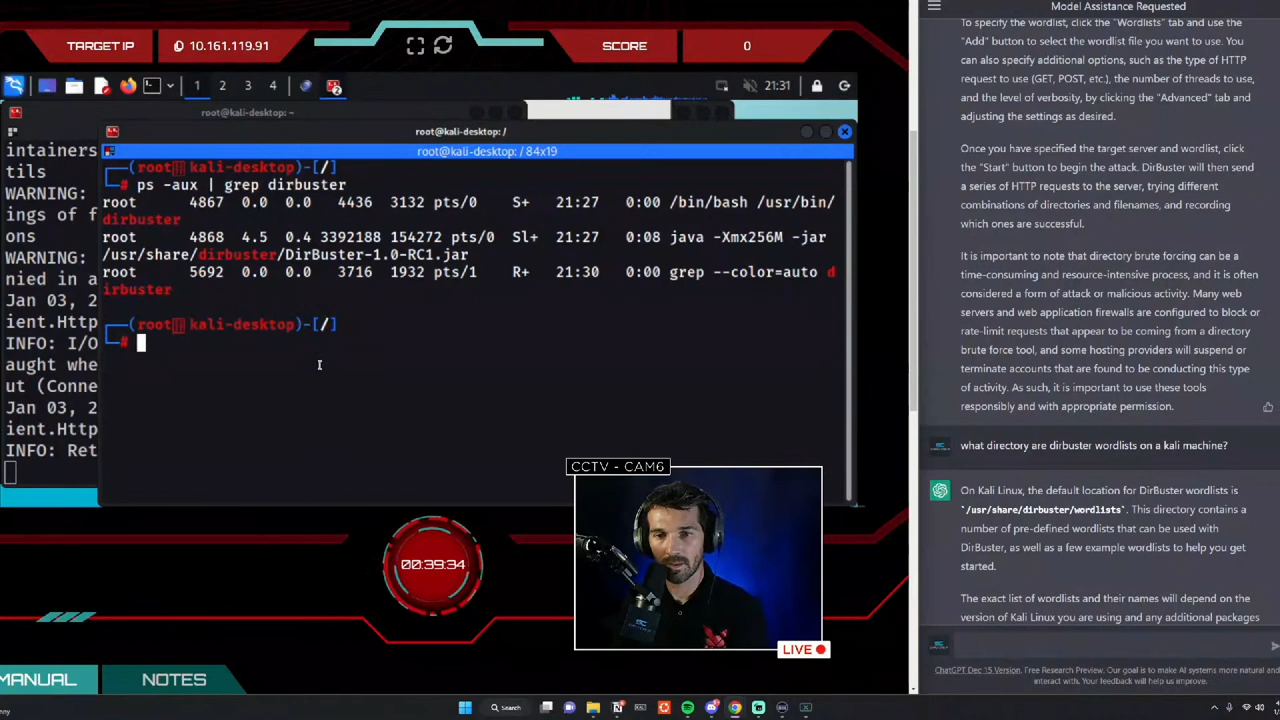 TARGET IP
10.161.119.91
SCORE
0
1
2
3
4
2
21:31
root@kali-desktop: ~
root@kali-desktop: /
root@kali-desktop: / 84x19
intainers
tils
WARNING:
ings of f
ons
WARNING:
nied in a
Jan 03, 2
ient.Http
INFO: I/O
aught whe
ut (Conne
Jan 03, 2
ient.Http
INFO: Ret
(root kali-desktop)-[/]
# ps -aux | grep dirbuster
root 4867 0.0 0.0 4436 3132 pts/0 S+ 21:27 0:00 /bin/bash /usr/bin/
dirbuster
root 4868 4.5 0.4 3392188 154272 pts/0 Sl+ 21:27 0:08 java -Xmx256M -jar
/usr/share/dirbuster/DirBuster-1.0-RC1.jar
root 5692 0.0 0.0 3716 1932 pts/1 R+ 21:30 0:00 grep --color=auto d
irbuster
(root kali-desktop)-[/]
#
CCTV - CAM6
LIVE
00:39:34
MANUAL
NOTES
Model Assistance Requested
To specify the wordlist, click the "Wordlists" tab and use the
"Add" button to select the wordlist file you want to use. You
can also specify additional options, such as the type of HTTP
request to use (GET, POST, etc.), the number of threads to use,
and the level of verbosity, by clicking the "Advanced" tab and
adjusting the settings as desired.
Once you have specified the target server and wordlist, click
the "Start" button to begin the attack. DirBuster will then send
a series of HTTP requests to the server, trying different
combinations of directories and filenames, and recording
which ones are successful.
It is important to note that directory brute forcing can be a
time-consuming and resource-intensive process, and it is often
considered a form of attack or malicious activity. Many web
servers and web application firewalls are configured to block or
rate-limit requests that appear to be coming from a directory
brute force tool, and some hosting providers will suspend or
terminate accounts that are found to be conducting this type
of activity. As such, it is important to use these tools
responsibly and with appropriate permission.
what directory are dirbuster wordlists on a kali machine?
On Kali Linux, the default location for DirBuster wordlists is
`/usr/share/dirbuster/wordlists`. This directory contains a
number of pre-defined wordlists that can be used with
DirBuster, as well as a few example wordlists to help you get
started.
The exact list of wordlists and their names will depend on the
version of Kali Linux you are using and any additional packages
ChatGPT Dec 15 Version. Free Research Preview. Our goal is to make AI systems more natural and
interact with. Your feedback will help us improve.
Search